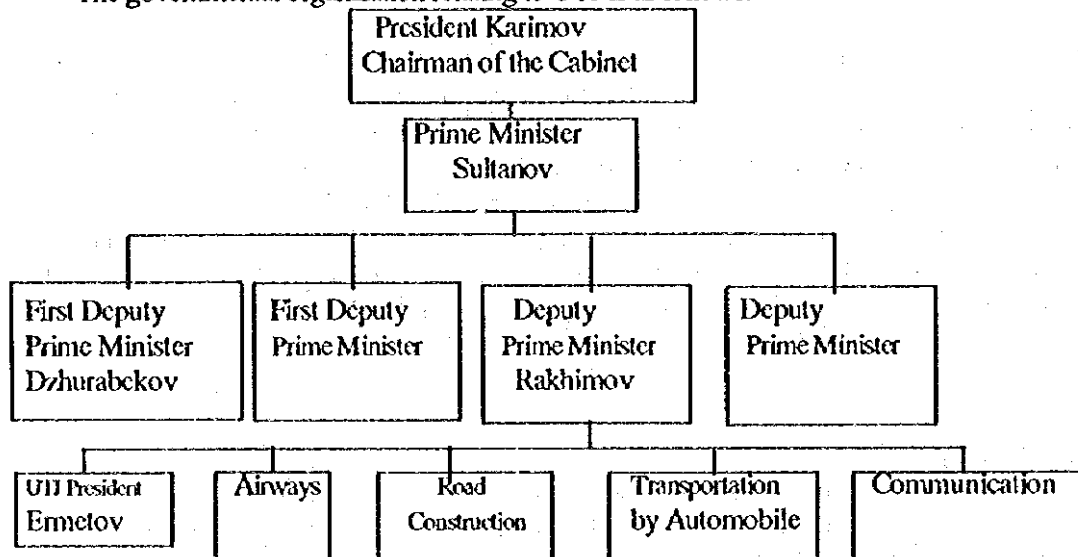 President Karimov
Chairman of the Cabinet
Prime Minister
Sultanov
First Deputy
Prime Minister
Dzhurabekov
First Deputy
Prime Minister
Deputy
Prime Minister
Rakhimov
Deputy
Prime Minister
UTJ President
Ermetov
Airways
Road
Construction
Transportation
by Automobile
Communication